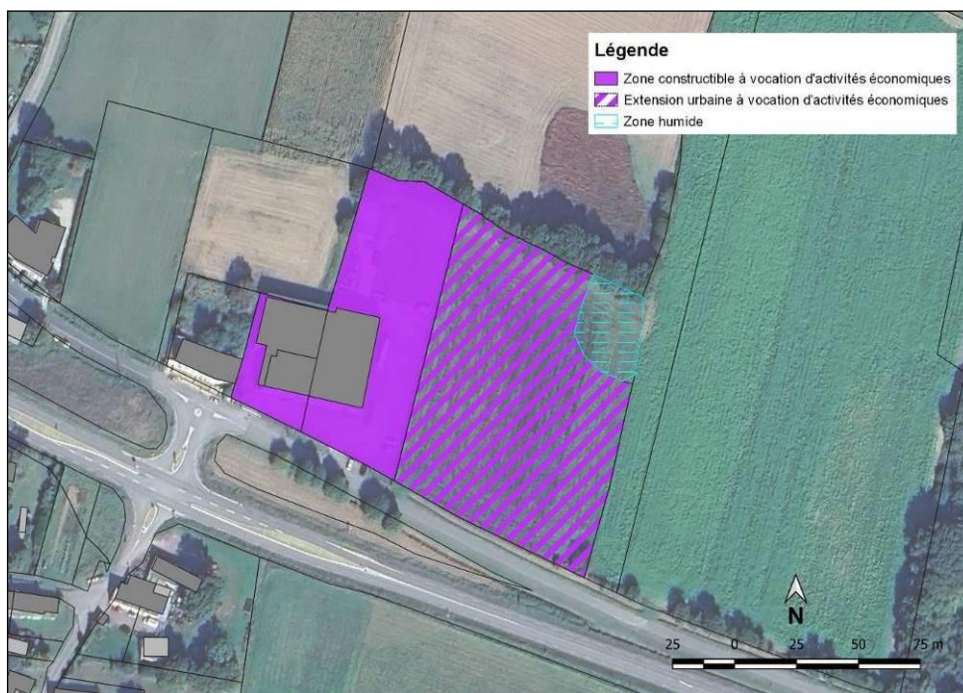 Légende
Zone constructible à vocation d'activités économiques
Extension urbaine à vocation d'activités économiques
Zone humide
N
25 0 25 50 75 m